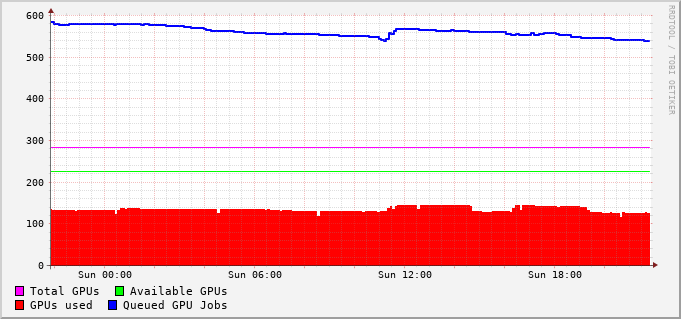 600
500
400
300
200
100
0
Sun 00:00 Sun 06:00 Sun 12:00 Sun 18:00
Total GPUs Available GPUs
GPUs used Queued GPU Jobs
RRDTOOL / TOBI OETIKER